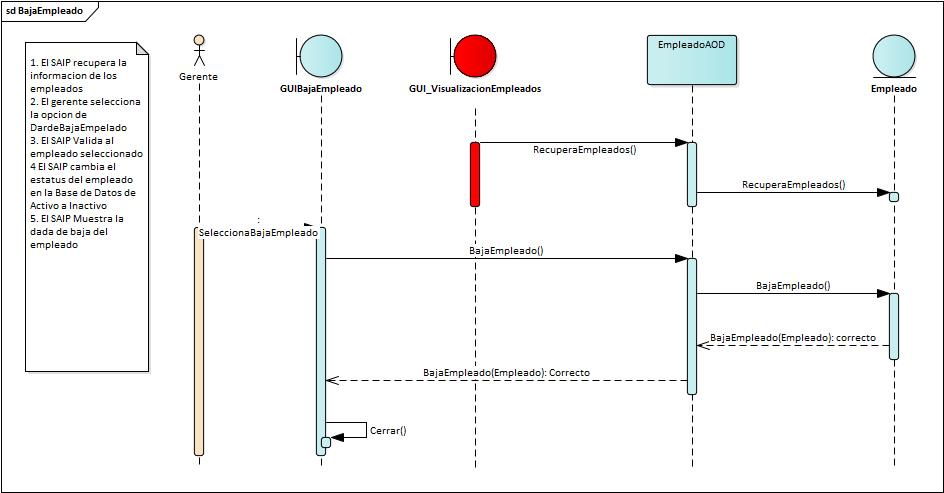 sd BajaEmpleado
1. El SAIP recupera la
informacion de los
empleados
2. El gerente selecciona
la opcion de
DardeBajaEmpelado
3. El SAIP Valida al
empleado seleccionado
4 El SAIP cambia el
estatus del empleado
en la Base de Datos de
Activo a Inactivo
5. El SAIP Muestra la
dada de baja del
empleado
Gerente
GUIBajaEmpleado
GUI_VisualizacionEmpleados
EmpleadoAOD
Empleado
RecuperaEmpleados()
RecuperaEmpleados()
:
SeleccionaBajaEmpleado
BajaEmpleado()
BajaEmpleado()
BajaEmpleado(Empleado): correcto
BajaEmpleado(Empleado): Correcto
Cerrar()